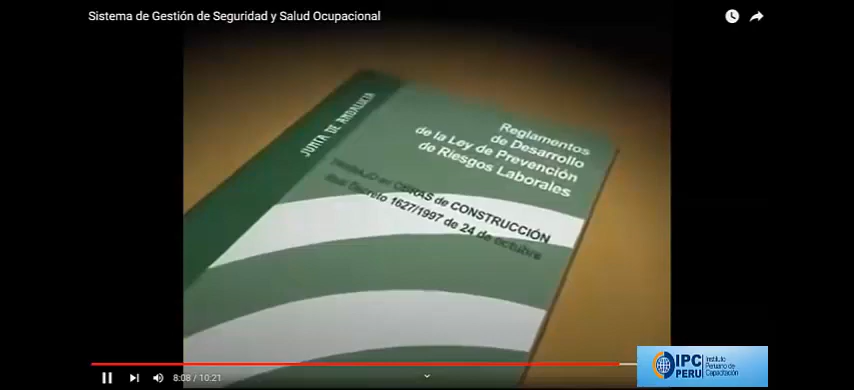 Sistema de Gestión de Seguridad y Salud Ocupacional
JUNTA DE ANDALUCIA
Reglamentos
de Desarrollo
de la Ley de Prevención
de Riesgos Laborales
TRABAJO en OBRAS de CONSTRUCCIÓN
Real Decreto 1627/1997 de 24 de octubre
8:08 / 10:21
IPC
PERU
Instituto
Peruano de
Capacitación